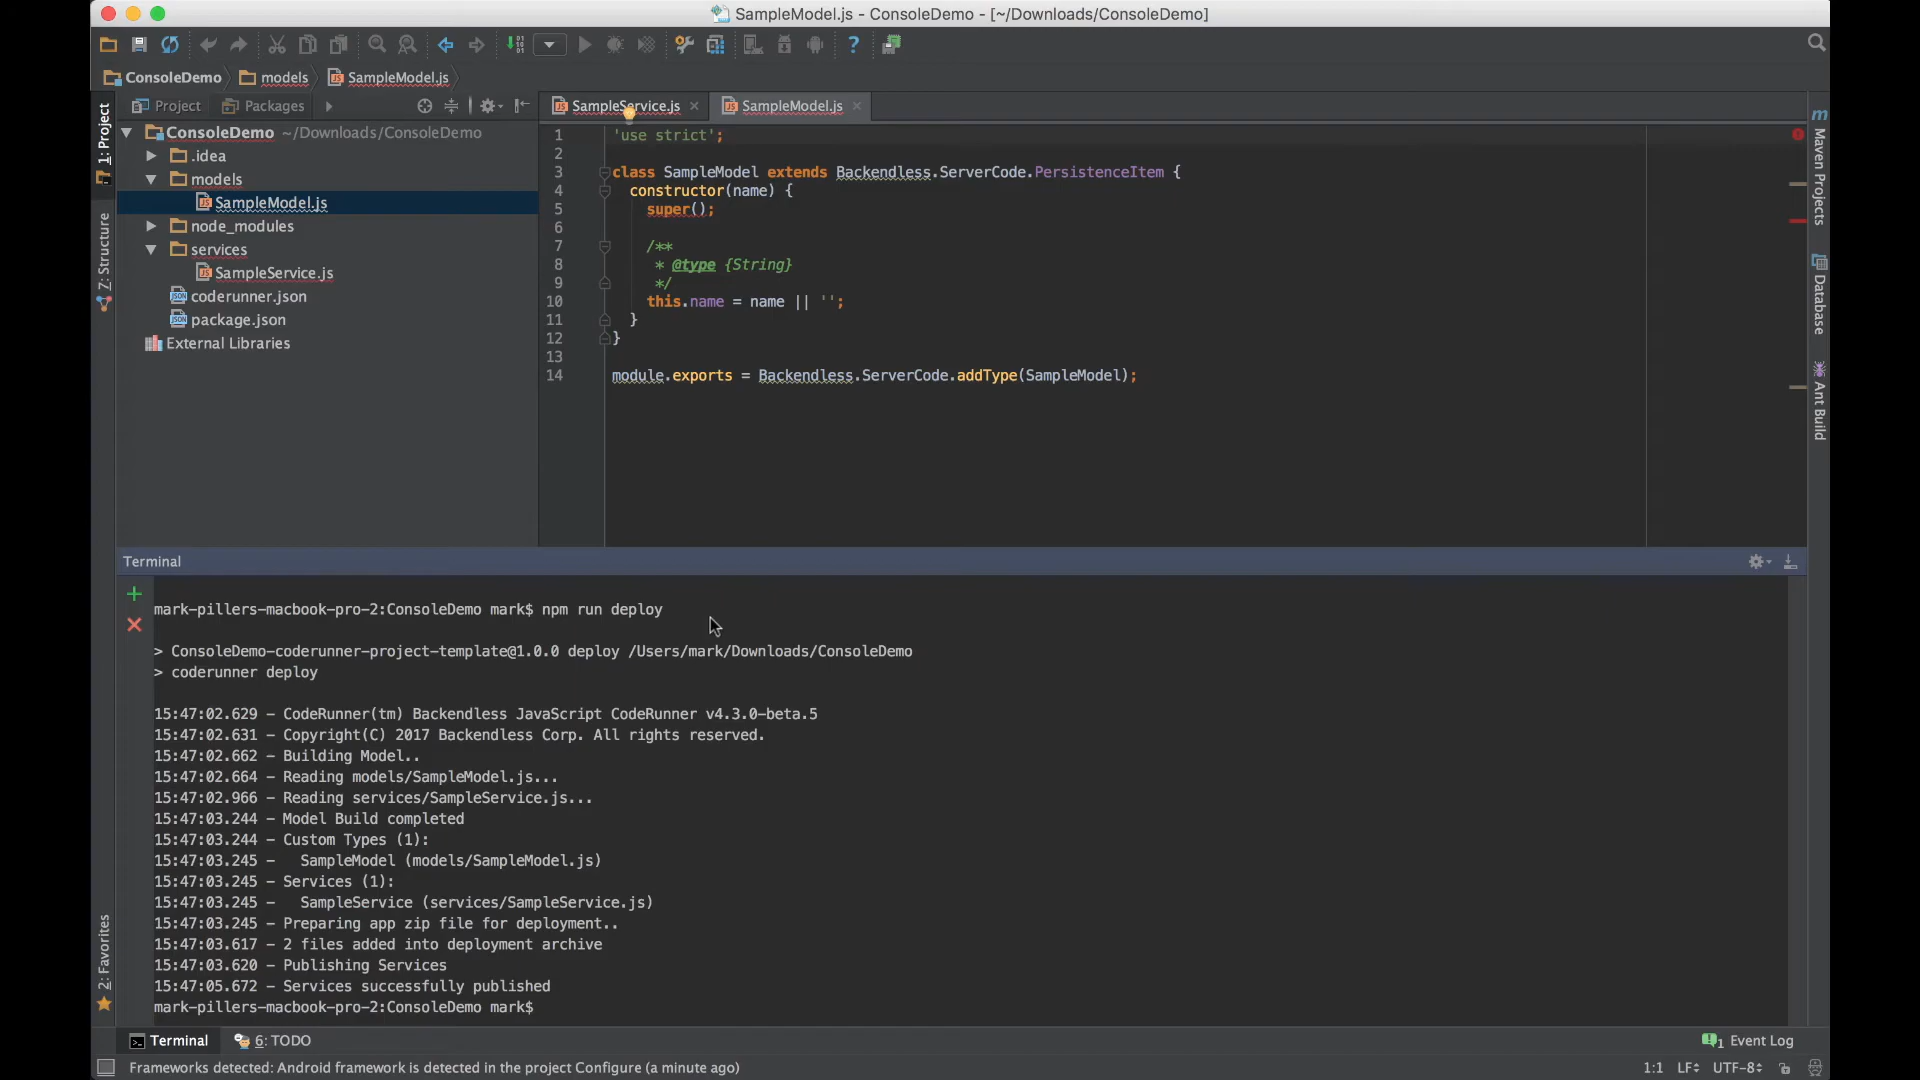 SampleModel.js - ConsoleDemo - [~/Downloads/ConsoleDemo]
ConsoleDemo models SampleModel.js
Project Packages
SampleService.js SampleModel.js
1: Project
Z: Structure
2: Favorites
ConsoleDemo ~/Downloads/ConsoleDemo
.idea
models
SampleModel.js
node_modules
services
SampleService.js
coderunner.json
package.json
External Libraries
1 'use strict';
2
3 class SampleModel extends Backendless.ServerCode.PersistenceItem {
4 constructor(name) {
5 super();
6
7 /**
8 * @type {String}
9 */
10 this.name = name || '';
11 }
12 }
13
14 module.exports = Backendless.ServerCode.addType(SampleModel);
m Maven Projects
Database
Ant Build
Terminal
mark-pillers-macbook-pro-2:ConsoleDemo mark$ npm run deploy
> ConsoleDemo-coderunner-project-template@1.0.0 deploy /Users/mark/Downloads/ConsoleDemo
> coderunner deploy
15:47:02.629 - CodeRunner(tm) Backendless JavaScript CodeRunner v4.3.0-beta.5
15:47:02.631 - Copyright(C) 2017 Backendless Corp. All rights reserved.
15:47:02.662 - Building Model..
15:47:02.664 - Reading models/SampleModel.js...
15:47:02.966 - Reading services/SampleService.js...
15:47:03.244 - Model Build completed
15:47:03.244 - Custom Types (1):
15:47:03.245 -   SampleModel (models/SampleModel.js)
15:47:03.245 - Services (1):
15:47:03.245 -   SampleService (services/SampleService.js)
15:47:03.245 - Preparing app zip file for deployment..
15:47:03.617 - 2 files added into deployment archive
15:47:03.620 - Publishing Services
15:47:05.672 - Services successfully published
mark-pillers-macbook-pro-2:ConsoleDemo mark$
Terminal 6: TODO 1 Event Log
Frameworks detected: Android framework is detected in the project Configure (a minute ago) 1:1 LF UTF-8